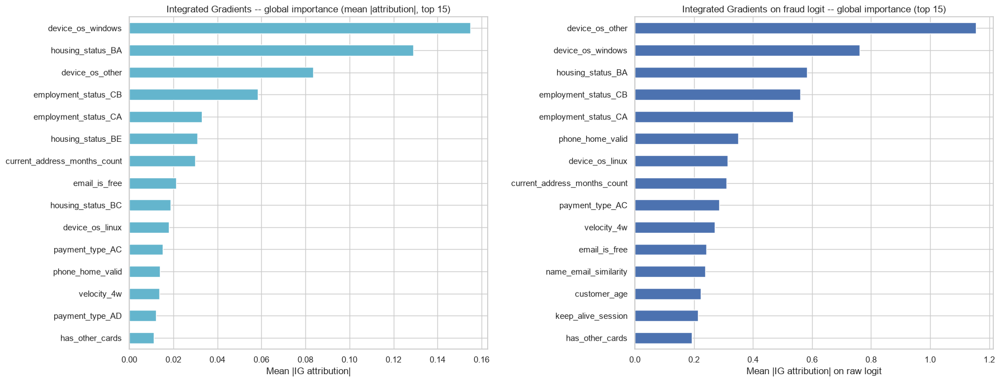 Integrated Gradients -- global importance (mean |attribution|, top 15)
device_os_windows
housing_status_BA
device_os_other
employment_status_CB
employment_status_CA
housing_status_BE
current_address_months_count
email_is_free
housing_status_BC
device_os_linux
payment_type_AC
phone_home_valid
velocity_4w
payment_type_AD
has_other_cards
0.00 0.02 0.04 0.06 0.08 0.10 0.12 0.14 0.16
Mean |IG attribution|
Integrated Gradients on fraud logit -- global importance (top 15)
device_os_other
device_os_windows
housing_status_BA
employment_status_CB
employment_status_CA
phone_home_valid
device_os_linux
current_address_months_count
payment_type_AC
velocity_4w
email_is_free
name_email_similarity
customer_age
keep_alive_session
has_other_cards
0.0 0.2 0.4 0.6 0.8 1.0 1.2
Mean |IG attribution| on raw logit